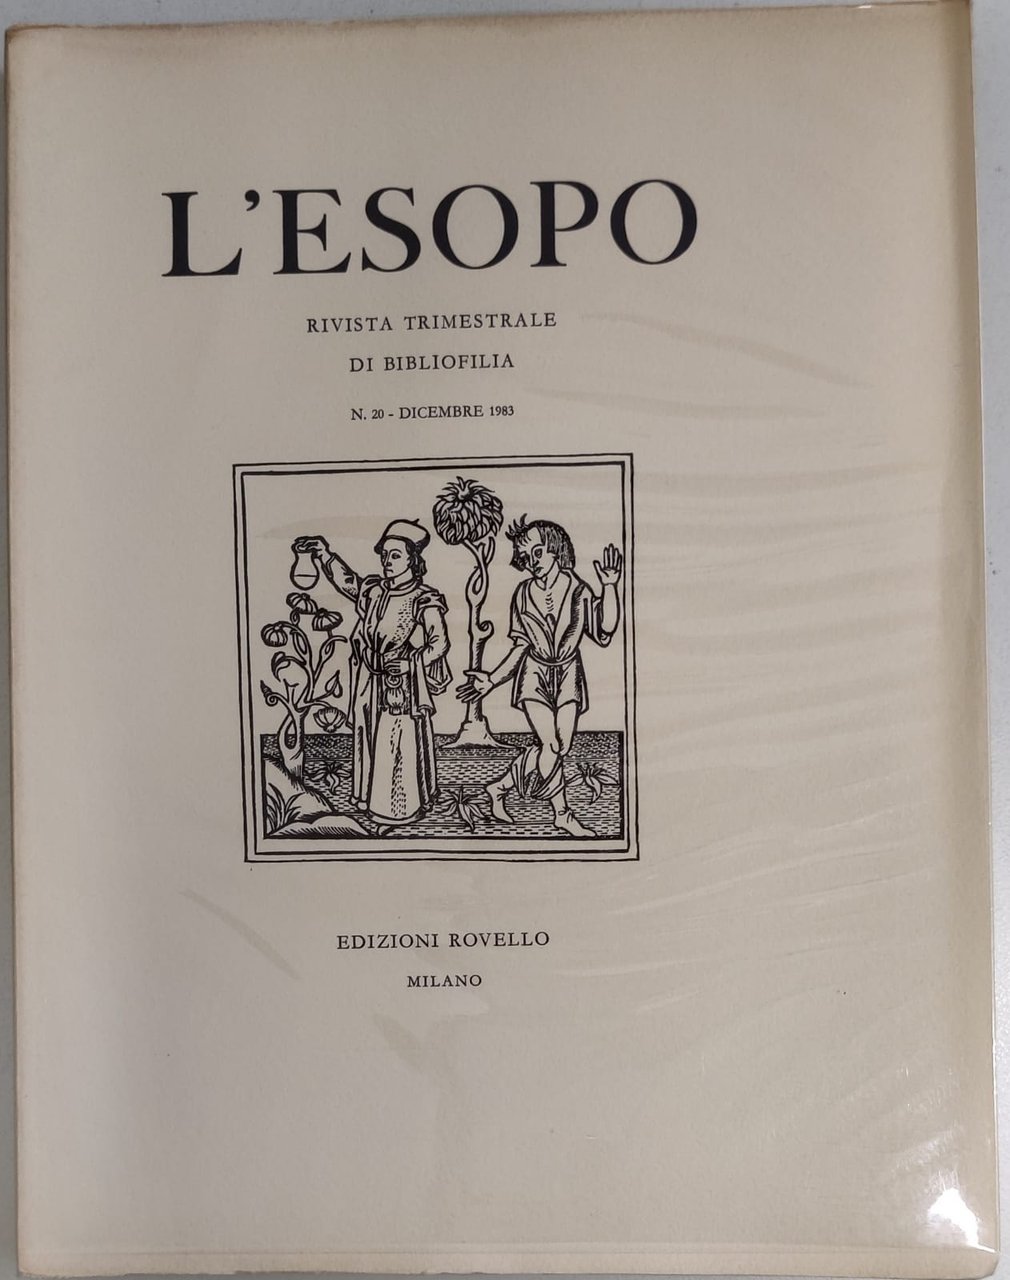 L'ESOPO
RIVISTA TRIMESTRALE
DI BIBLIOFILIA
N. 20 - DICEMBRE 1983
EDIZIONI ROVELLO
MILANO